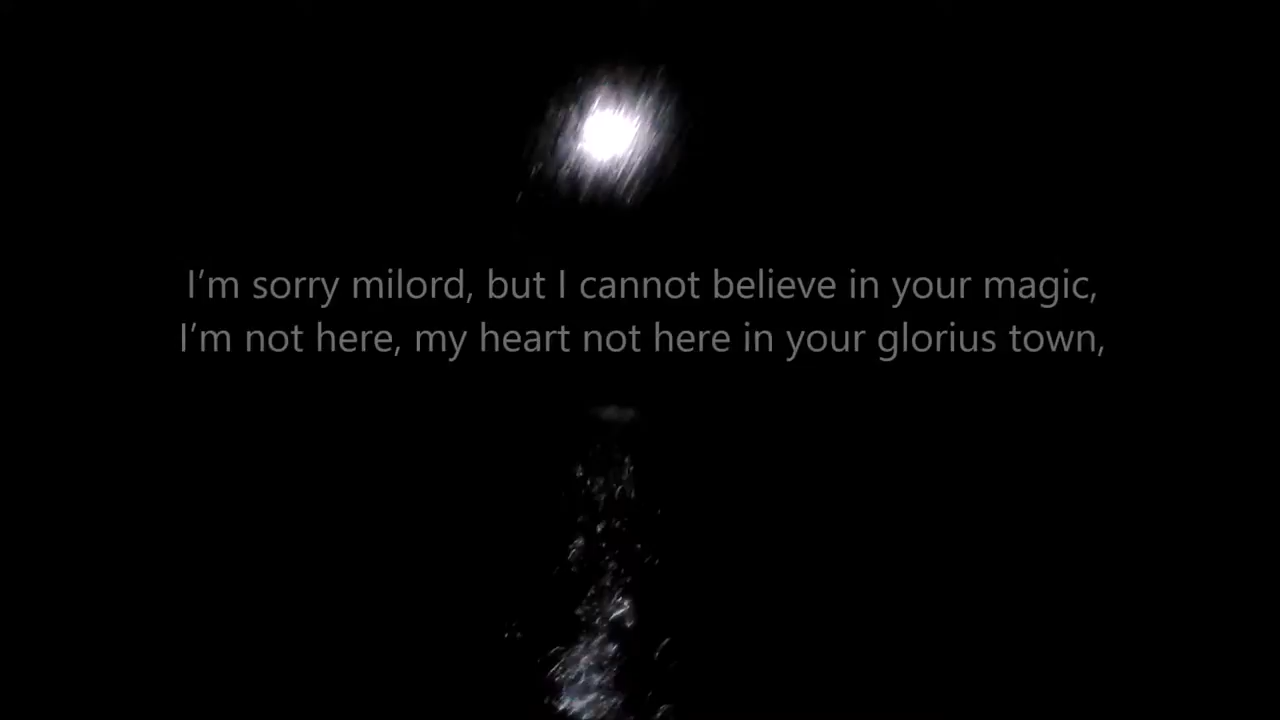 I’m sorry milord, but I cannot believe in your magic,
I’m not here, my heart not here in your glorius town,